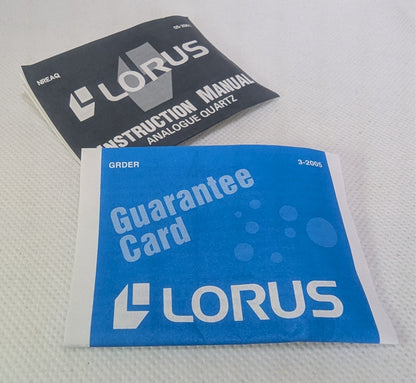 NREAQ
LORUS
INSTRUCTION MANUAL
ANALOGUE QUARTZ
GRDER 3-2005
Guarantee
Card
LORUS